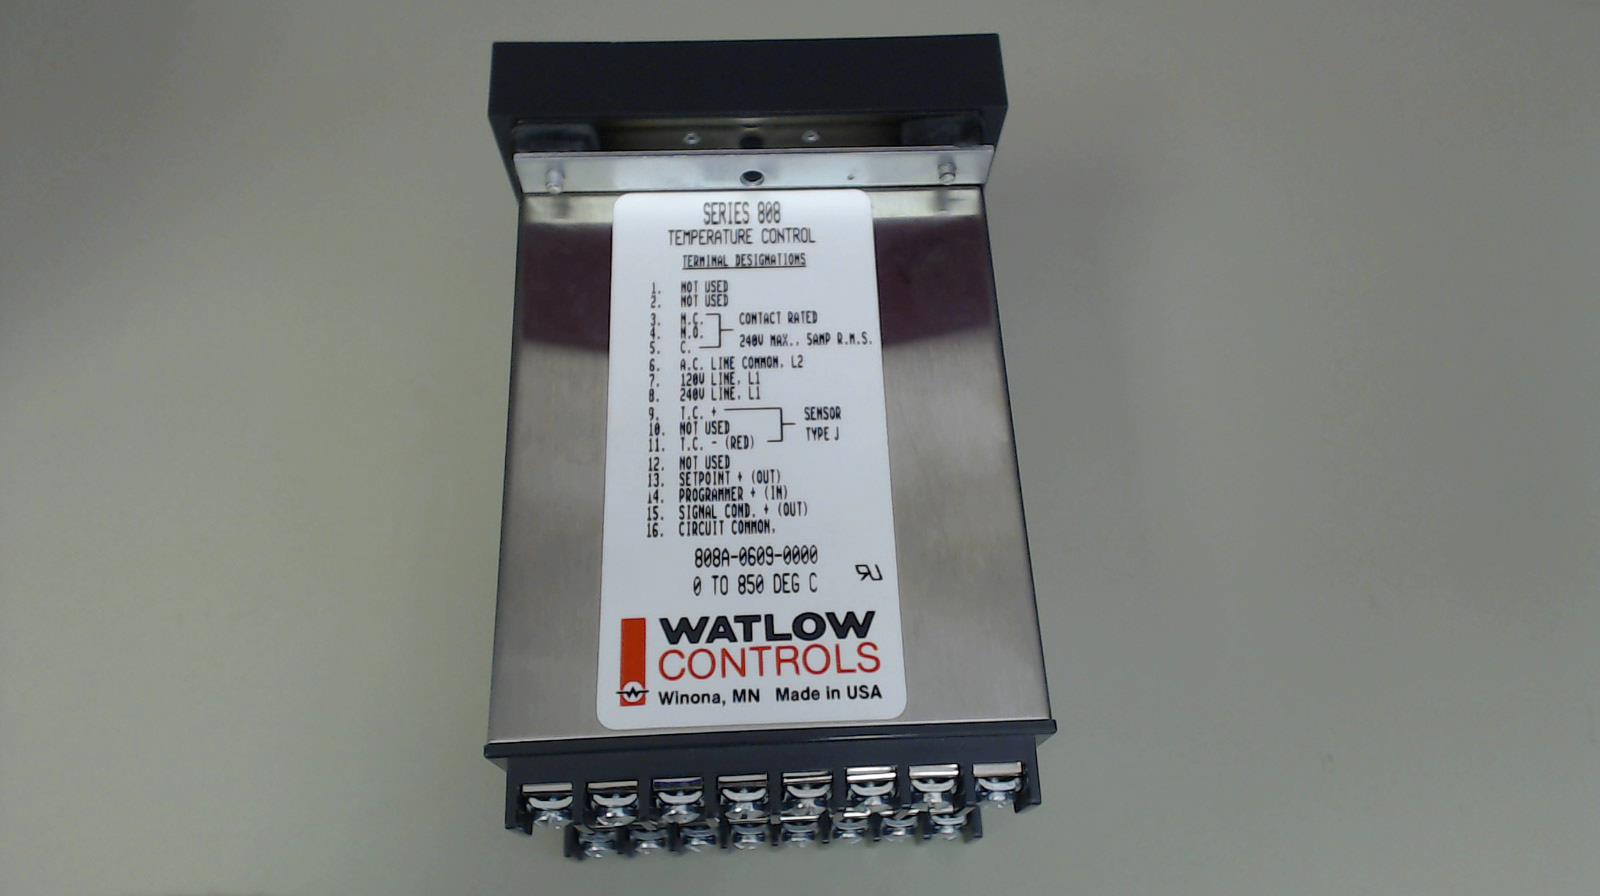 SERIES 808
TEMPERATURE CONTROL
TERMINAL DESIGNATIONS
1. NOT USED
2. NOT USED
3. N.C.
4. N.O.
5. C.
CONTACT RATED
240V MAX., 5AMP R.M.S.
6. A.C. LINE COMMON, L2
7. 120V LINE, L1
8. 240V LINE, L1
9. T.C. +
10. NOT USED
11. T.C. - (RED)
SENSOR
TYPE J
12. NOT USED
13. SETPOINT + (OUT)
14. PROGRAMMER + (IN)
15. SIGNAL COND. + (OUT)
16. CIRCUIT COMMON.
808A-0609-0000
0 TO 850 DEG C
WATLOW
CONTROLS
Winona, MN Made in USA